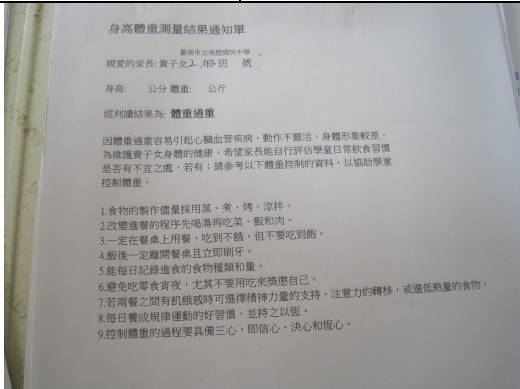 身高體重測量結果通知單
臺南市立後壁國民中學
親愛的家長:貴子女2年 班 號
身高: 公分 體重: 公斤
經判讀結果為: 體重過重
因體重過重容易引起心臟血管疾病,動作不靈活,身體形象較差。
為維護貴子女身體的健康,希望家長能自行評估學童日常飲食習慣
是否有不宜之處,若有;請參考以下體重控制的資料,以協助學童
控制體重。
1.食物的製作儘量採用蒸、煮、烤、涼拌。
2.改變進餐的程序先喝湯再吃菜、飯和肉。
3.一定在餐桌上用餐,吃到不餓,但不要吃到飽。
4.飯後一定離開餐桌且立即刷牙。
5.能每日記錄進食的食物種類和量。
6.避免吃零食宵夜,尤其不要用吃來獎勵自己。
7.若兩餐之間有飢餓感時可選擇精神力量的支持、注意力的轉移,或選低熱量的食物。
8.每日養成規律運動的好習慣,並持之以恆。
9.控制體重的過程要具備三心,即信心、決心和恆心。